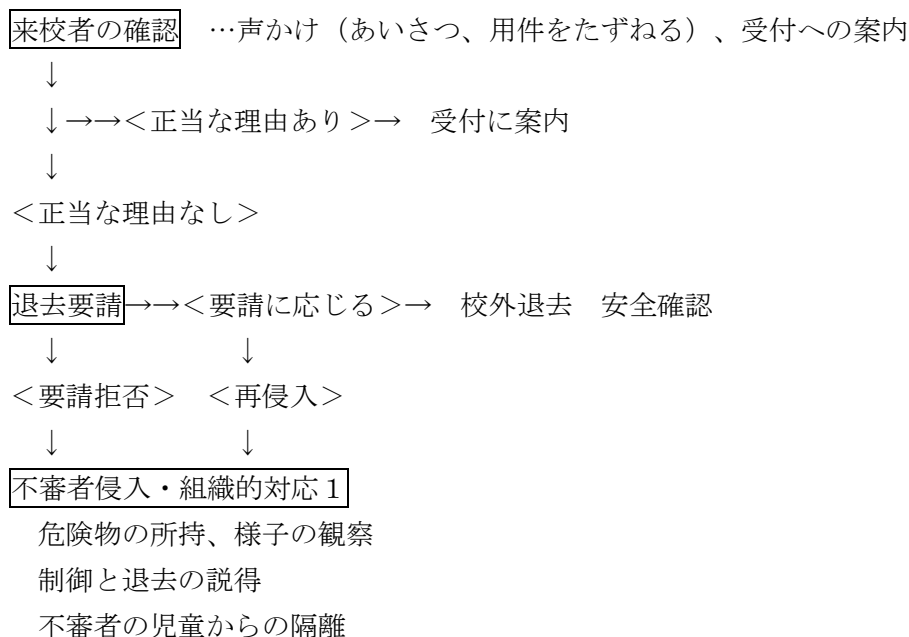 来校者の確認　…声かけ（あいさつ、用件をたずねる）、受付への案内
↓
↓→→＜正当な理由あり＞→　受付に案内
↓
＜正当な理由なし＞
↓
退去要請→→＜要請に応じる＞→　校外退去　安全確認
↓　　　　　　　↓
＜要請拒否＞　＜再侵入＞
↓　　　　　　　↓
不審者侵入・組織的対応１
危険物の所持、様子の観察
制御と退去の説得
不審者の児童からの隔離